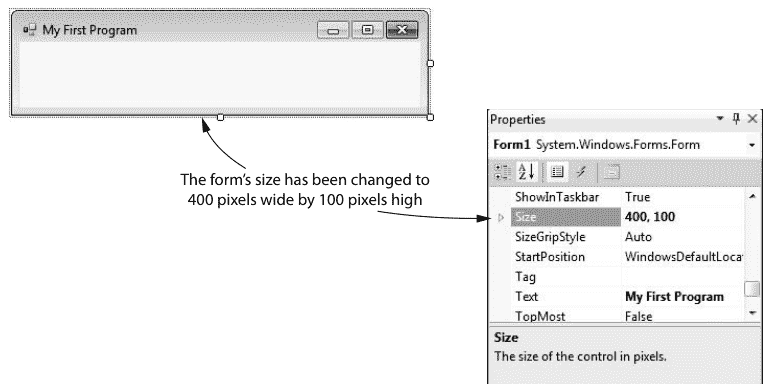 My First Program
The form's size has been changed to
400 pixels wide by 100 pixels high
Properties
Form1 System.Windows.Forms.Form
ShowInTaskbar True
Size 400, 100
SizeGripStyle Auto
StartPosition WindowsDefaultLocat
Tag
Text My First Program
TopMost False
Size
The size of the control in pixels.